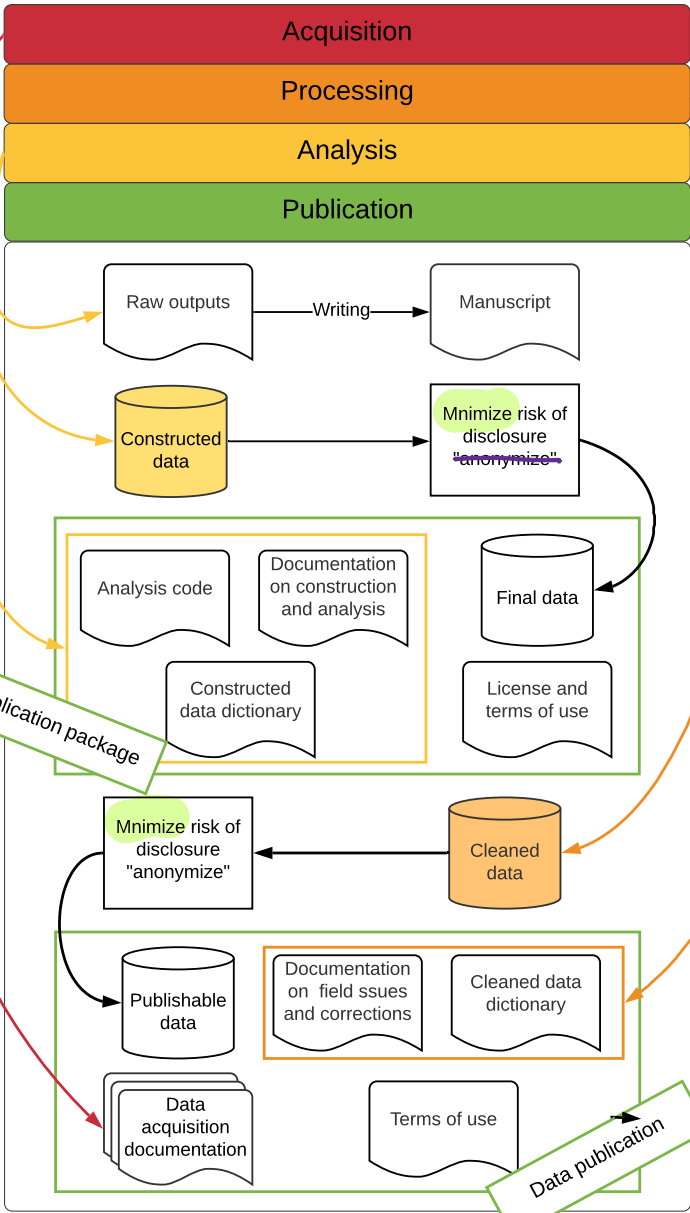 Acquisition
Processing
Analysis
Publication
Raw outputs
Writing
Manuscript
Constructed
data
Mnimize risk of
disclosure
"anonymize"
Analysis code
Documentation
on construction
and analysis
Final data
Constructed
data dictionary
License and
terms of use
lication package
Mnimize risk of
disclosure
"anonymize"
Cleaned
data
Publishable
data
Documentation
on field ssues
and corrections
Cleaned data
dictionary
Data
acquisition
documentation
Terms of use
Data publication